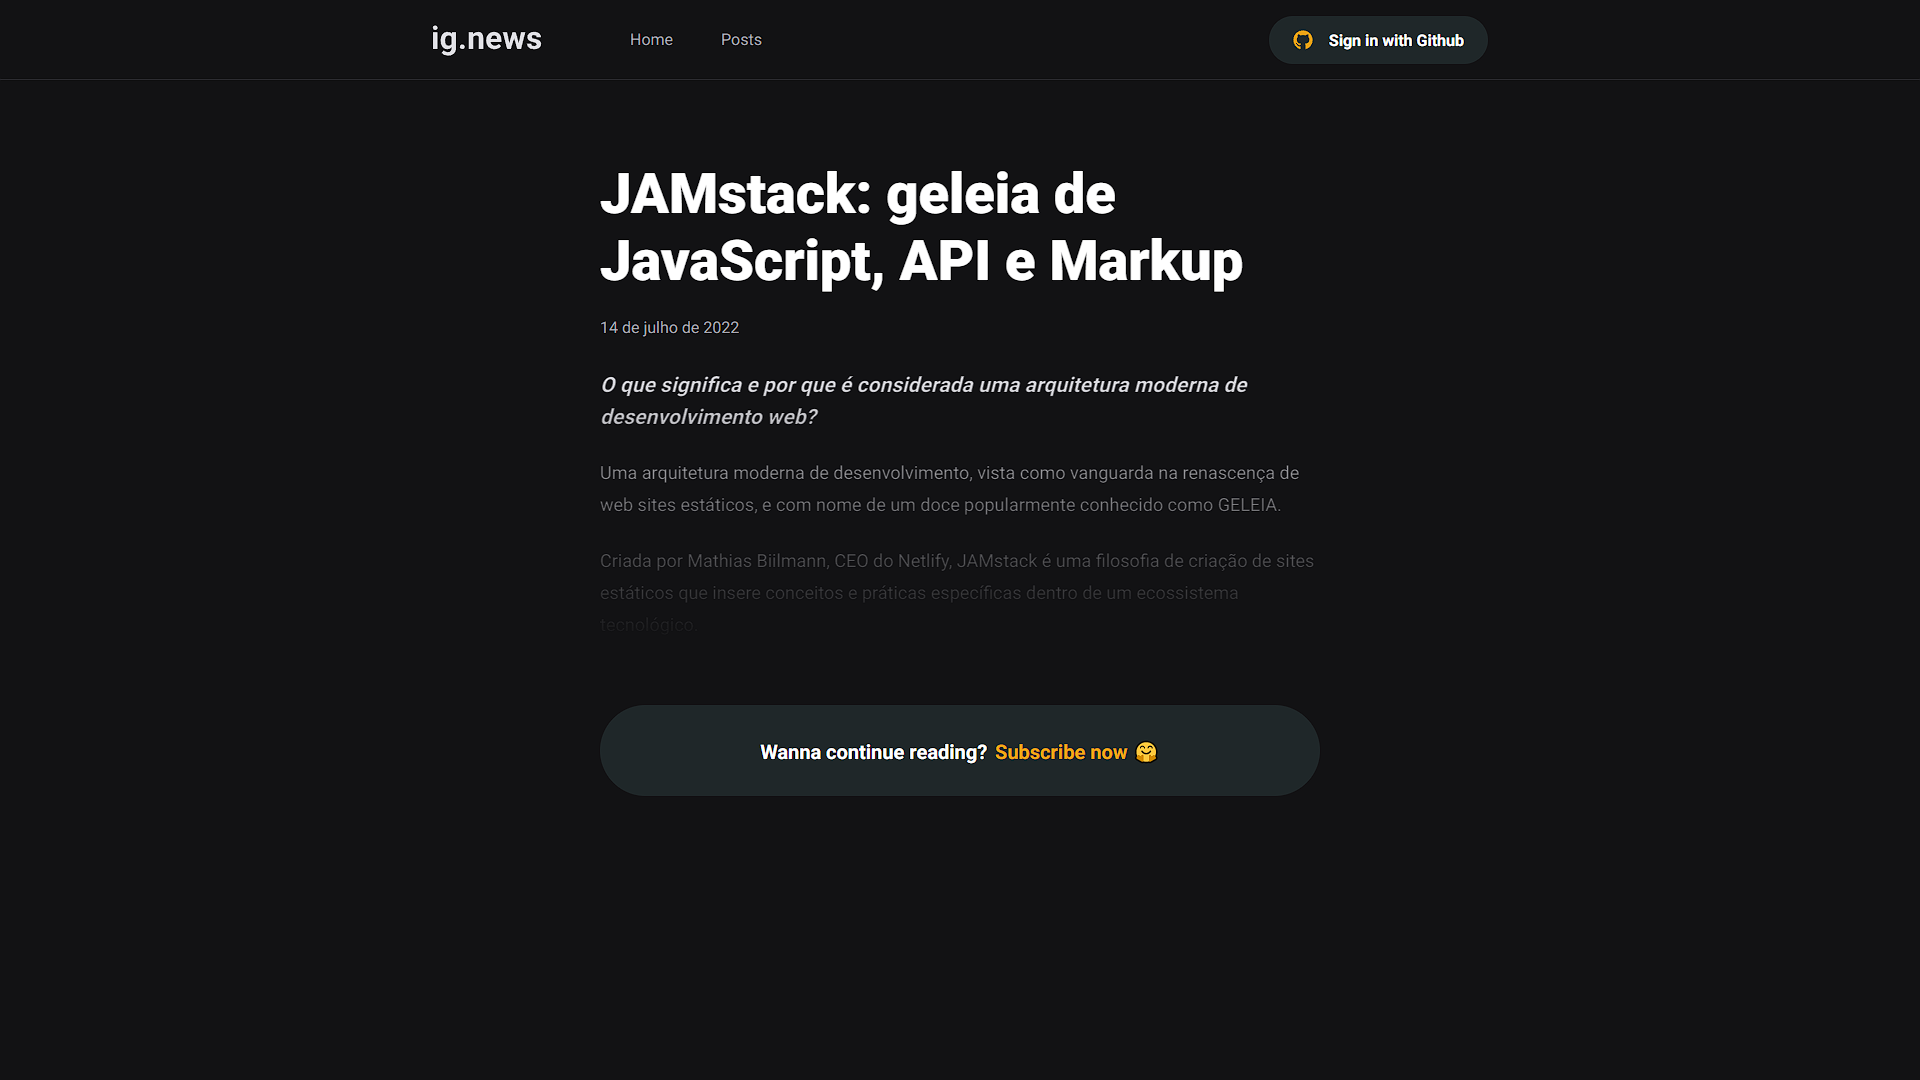 ig.news
Home
Posts
Sign in with Github
JAMstack: geleia de
JavaScript, API e Markup
14 de julho de 2022
O que significa e por que é considerada uma arquitetura moderna de
desenvolvimento web?
Uma arquitetura moderna de desenvolvimento, vista como vanguarda na renascença de
web sites estáticos, e com nome de um doce popularmente conhecido como GELEIA.
Criada por Mathias Biilmann, CEO do Netlify, JAMstack é uma filosofia de criação de sites
estáticos que insere conceitos e práticas específicas dentro de um ecossistema
tecnológico.
Wanna continue reading? Subscribe now 🤗